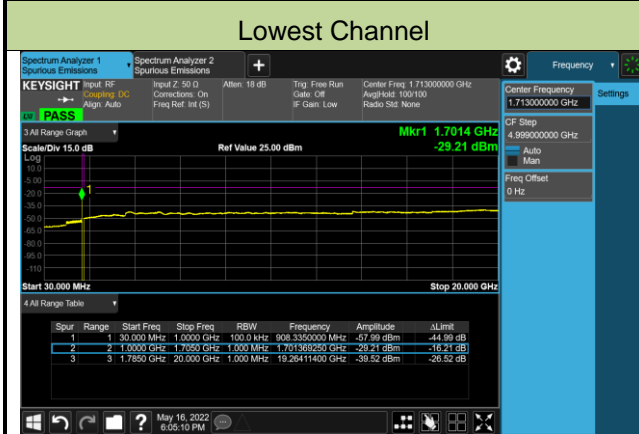 Lowest Channel
Spectrum Analyzer 1
Spurious Emissions
Spectrum Analyzer 2
Spurious Emissions
+
Frequency
KEYSIGHT
Input: RF
Coupling: DC
Align: Auto
Input Z: 50 Ω
Corrections: On
Freq Ref: Int (S)
Atten: 18 dB
Trig: Free Run
Gate: Off
IF Gain: Low
Center Freq: 1.713000000 GHz
Avg|Hold: 100/100
Radio Std: None
LW
PASS
Center Frequency
1.713000000 GHz
Settings
CF Step
4.999000000 GHz
Auto
Man
Freq Offset
0 Hz
3 All Range Graph
Mkr1 1.7014 GHz
Scale/Div 15.0 dB
Ref Value 25.00 dBm
-29.21 dBm
Log
10.0
-5.00
-20.0
-35.0
-50.0
-65.0
-80.0
-95.0
-110
1
Start 30.000 MHz
Stop 20.000 GHz
4 All Range Table
Spur Range Start Freq Stop Freq RBW Frequency Amplitude ΔLimit
1 1 30.000 MHz 1.0000 GHz 100.0 kHz 908.3350000 MHz -57.99 dBm -44.99 dB
2 2 1.0000 GHz 1.7050 GHz 1.000 MHz 1.701369250 GHz -29.21 dBm -16.21 dB
3 3 1.7850 GHz 20.000 GHz 1.000 MHz 19.26411400 GHz -39.52 dBm -26.52 dB
?
May 16, 2022
6:05:10 PM